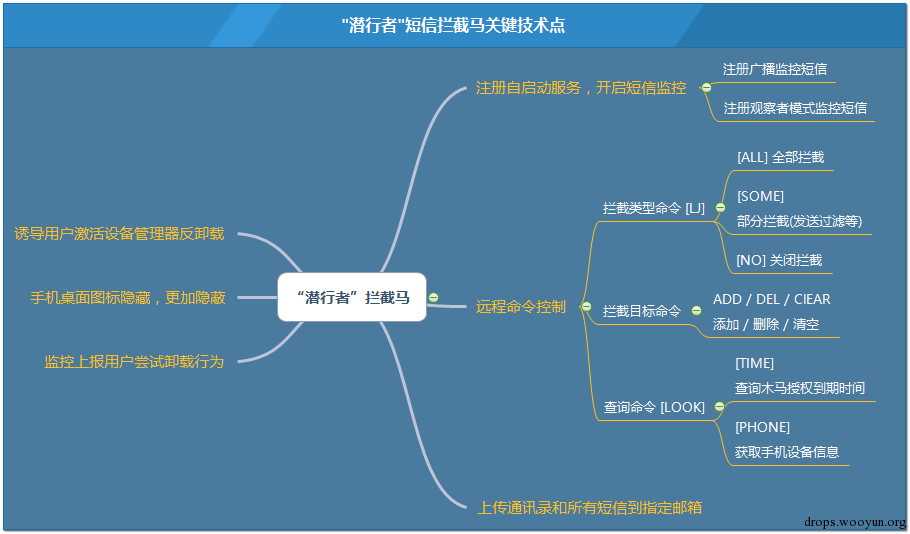 "潜行者"短信拦截马关键技术点
诱导用户激活设备管理器反卸载
手机桌面图标隐藏，更加隐蔽
监控上报用户尝试卸载行为
“潜行者”拦截马
注册自启动服务，开启短信监控
注册广播监控短信
注册观察者模式监控短信
远程命令控制
拦截类型命令 [LJ]
[ALL] 全部拦截
[SOME]
部分拦截(发送过滤等)
[NO] 关闭拦截
拦截目标命令
ADD / DEL / ClEAR
添加 / 删除 / 清空
查询命令 [LOOK]
[TIME]
查询木马授权到期时间
[PHONE]
获取手机设备信息
上传通讯录和所有短信到指定邮箱
drops.wooyun.org